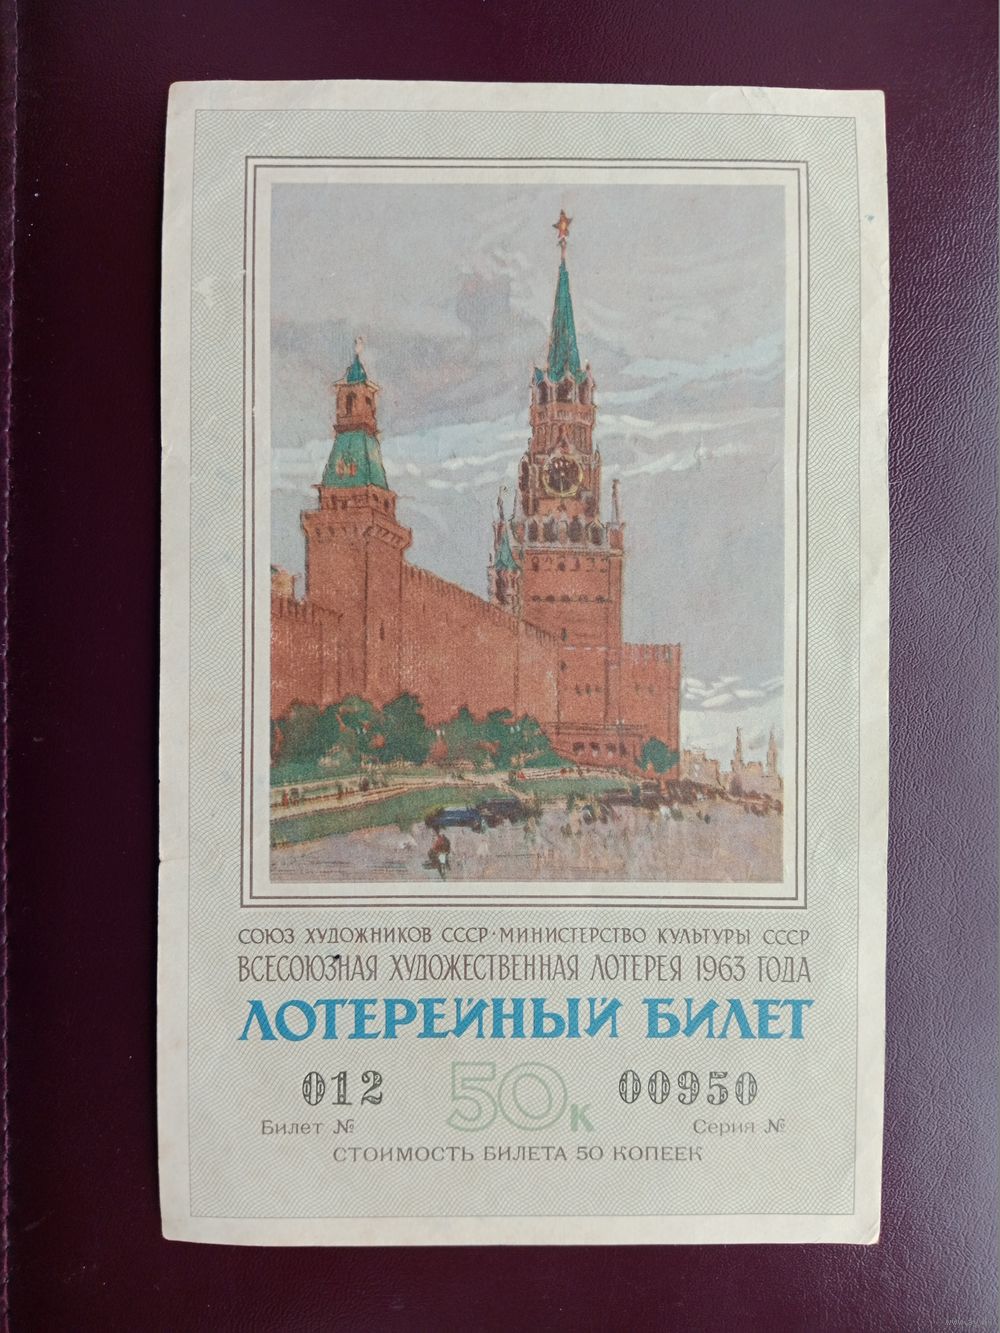 СОЮЗ ХУДОЖНИКОВ СССР · МИНИСТЕРСТВО КУЛЬТУРЫ СССР
ВСЕСОЮЗНАЯ ХУДОЖЕСТВЕННАЯ ЛОТЕРЕЯ 1963 ГОДА
ЛОТЕРЕЙНЫЙ БИЛЕТ
012 50к 00950
Билет № Серия №
СТОИМОСТЬ БИЛЕТА 50 КОПЕЕК